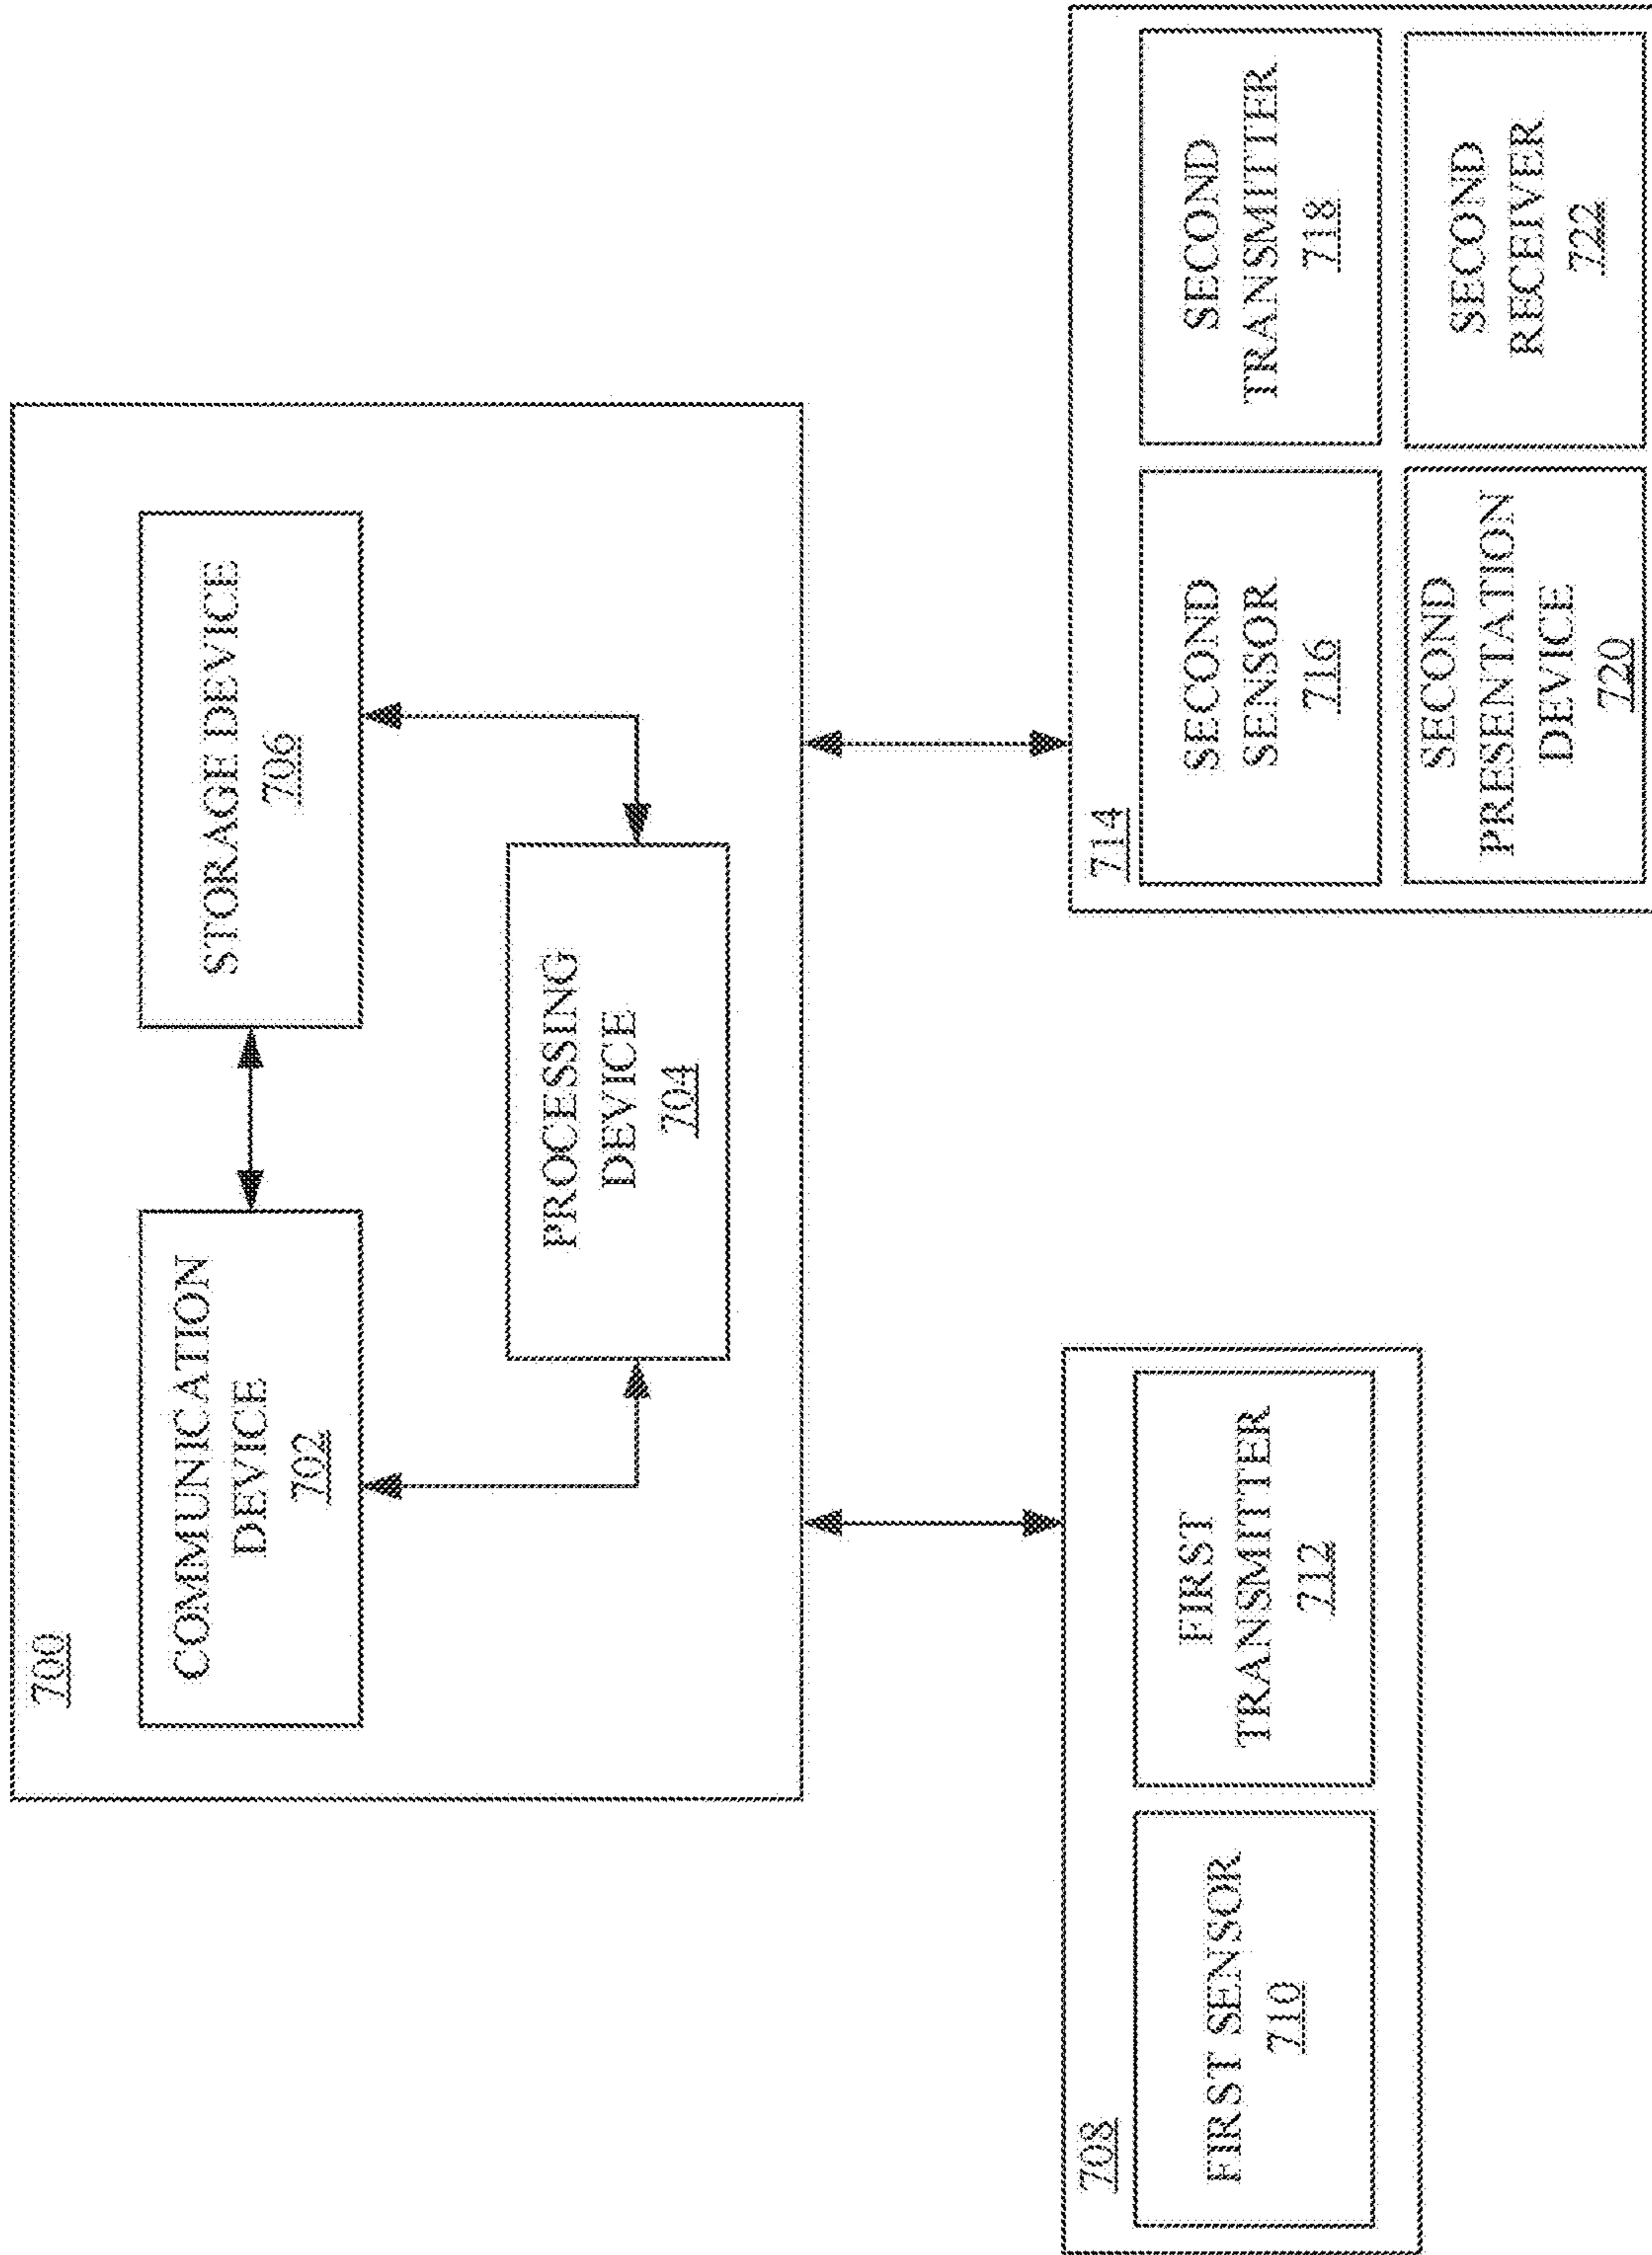 700
COMMUNICATION
DEVICE
702
STORAGE DEVICE
706
PROCESSING
DEVICE
704
708
FIRST SENSOR
710
FIRST
TRANSMITTER
712
714
SECOND
SENSOR
716
SECOND
TRANSMITTER
718
SECOND
PRESENTATION
DEVICE
720
SECOND
RECEIVER
722